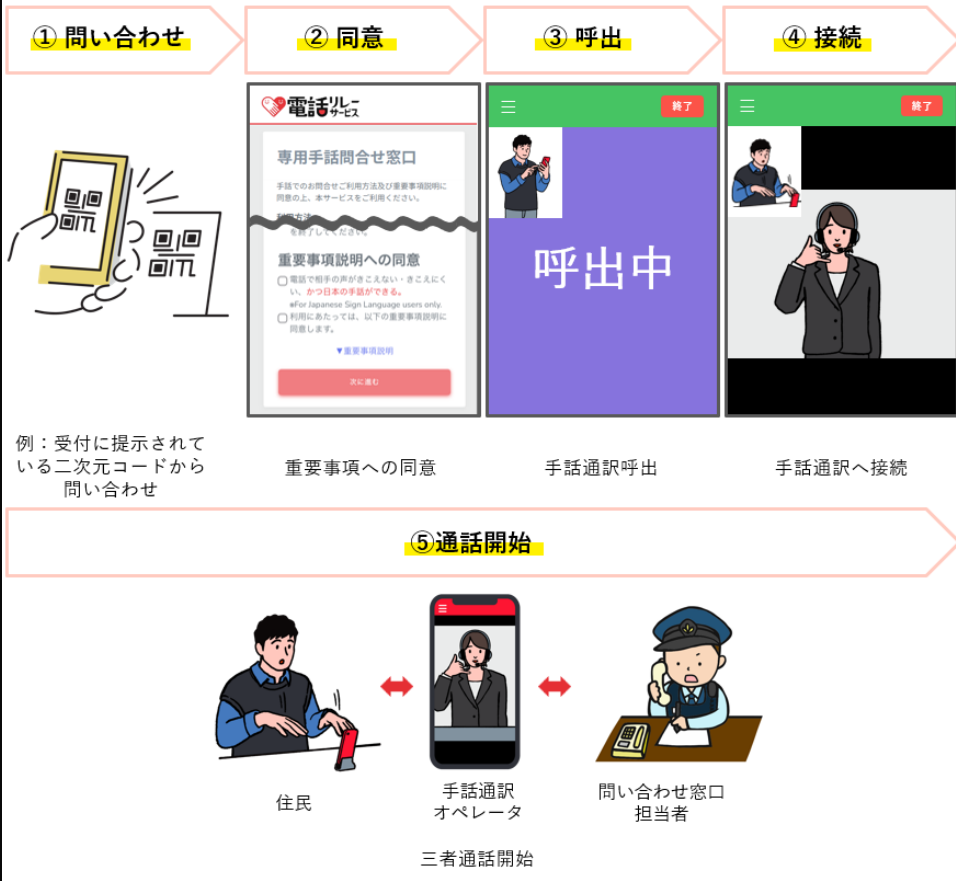 ① 問い合わせ
② 同意
③ 呼出
④ 接続
電話リレーサービス
専用手話問合せ窓口
手話でのお問合せご利用方法及び重要事項説明に
同意の上、本サービスをご利用ください。
利用方法
を終了してください。
重要事項説明への同意
電話で相手の声がきこえない・きこえにく
い、かつ日本の手話ができる。
※For Japanese Sign Language users only.
利用にあたっては、以下の重要事項説明に
同意します。
▼重要事項説明
次に進む
終了
呼出中
終了
例：受付に提示されて
いる二次元コードから
問い合わせ
重要事項への同意
手話通訳呼出
手話通訳へ接続
⑤通話開始
住民
手話通訳
オペレータ
問い合わせ窓口
担当者
三者通話開始